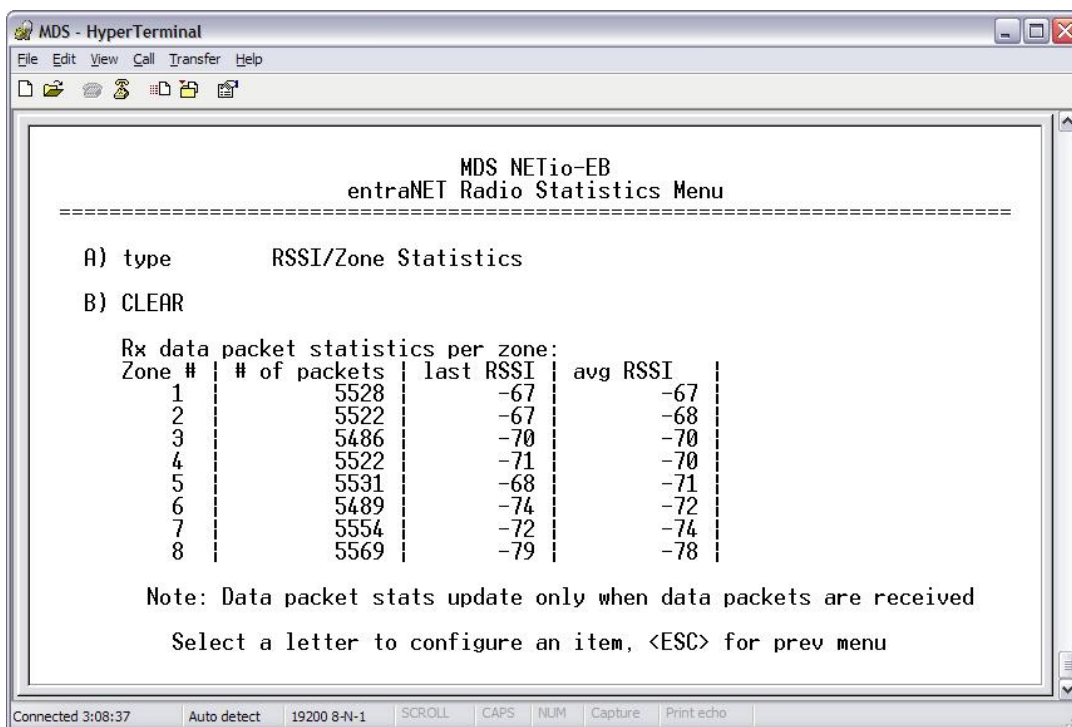 MDS - HyperTerminal
File Edit View Call Transfer Help
MDS NETio-EB
entraNET Radio Statistics Menu
==========================================================================
A) type RSSI/Zone Statistics
B) CLEAR
Rx data packet statistics per zone:
Zone # | # of packets | last RSSI | avg RSSI |
1 | 5528 | -67 | -67 |
2 | 5522 | -67 | -68 |
3 | 5486 | -70 | -70 |
4 | 5522 | -71 | -70 |
5 | 5531 | -68 | -71 |
6 | 5489 | -74 | -72 |
7 | 5554 | -72 | -74 |
8 | 5569 | -79 | -78 |
Note: Data packet stats update only when data packets are received
Select a letter to configure an item, <ESC> for prev menu
Connected 3:08:37 Auto detect 19200 8-N-1 SCROLL CAPS NUM Capture Print echo